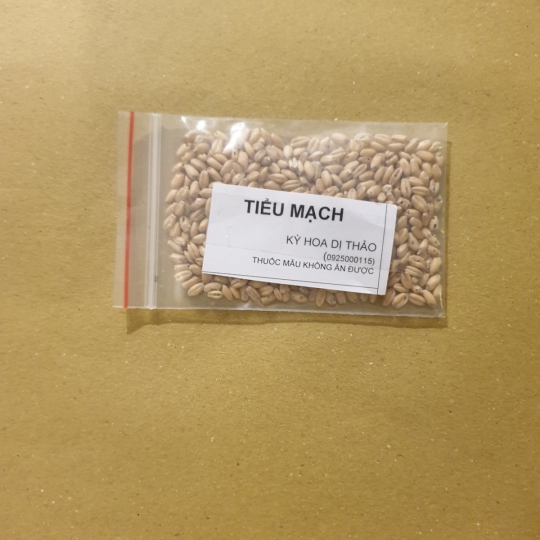 TIỂU MẠCH
KỲ HOA DỊ THẢO
(0925000115)
THUỐC MẪU KHÔNG ĂN ĐƯỢC